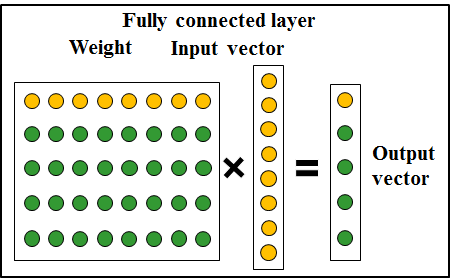 Fully connected layer
Weight Input vector
× =
Output
vector